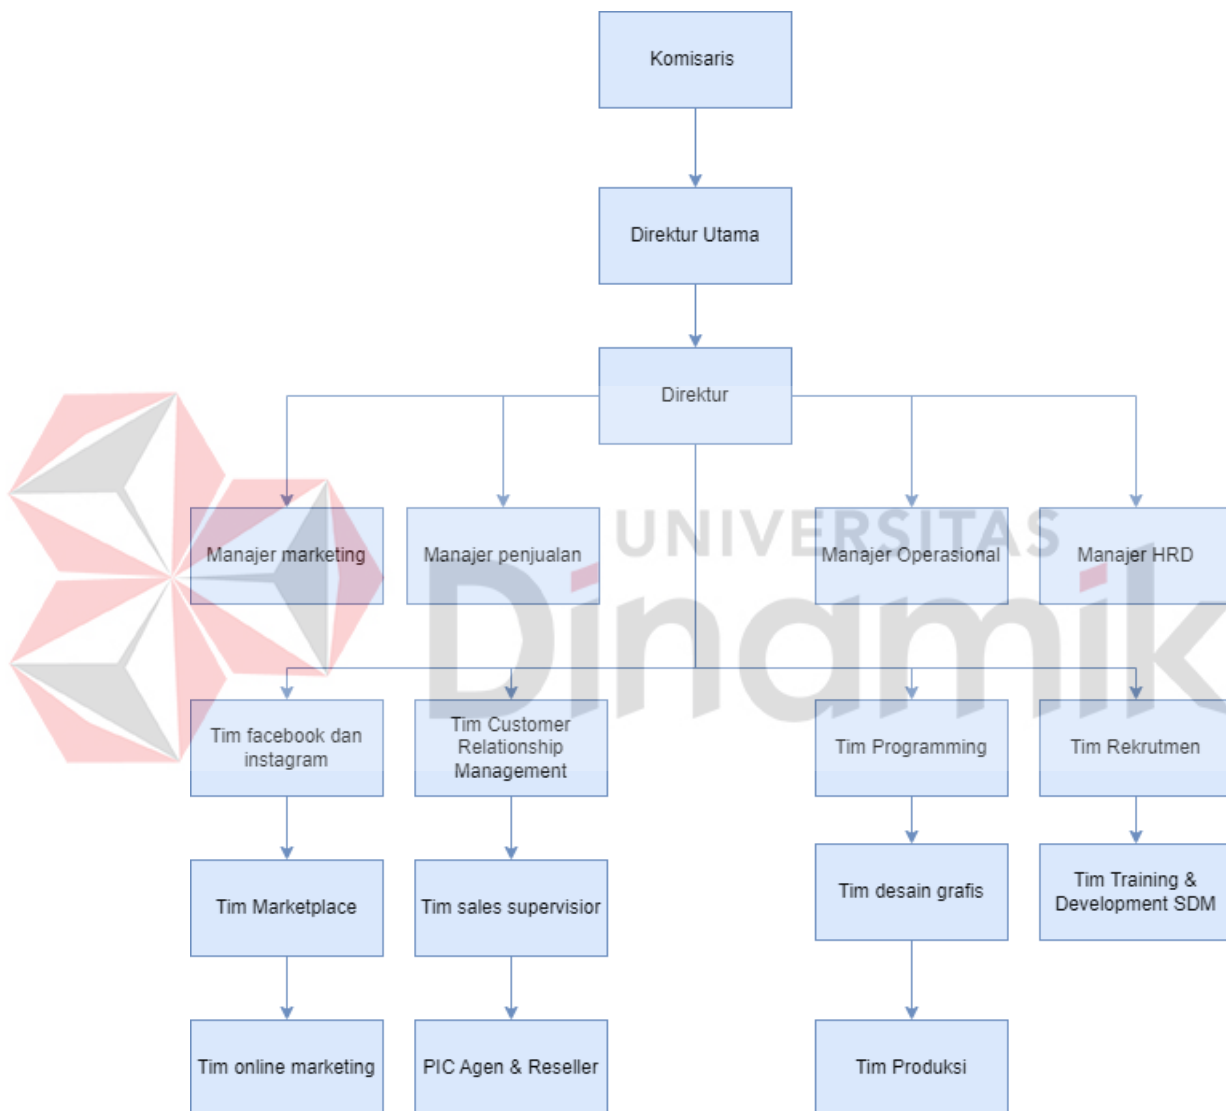 Komisaris
Direktur Utama
Direktur
Manajer marketing
Manajer penjualan
Manajer Operasional
Manajer HRD
UNIVERSITAS
Dinamika
Tim facebook dan
instagram
Tim Customer
Relationship
Management
Tim Programming
Tim Rekrutmen
Tim Marketplace
Tim sales supervisior
Tim desain grafis
Tim Training &
Development SDM
Tim online marketing
PIC Agen & Reseller
Tim Produksi